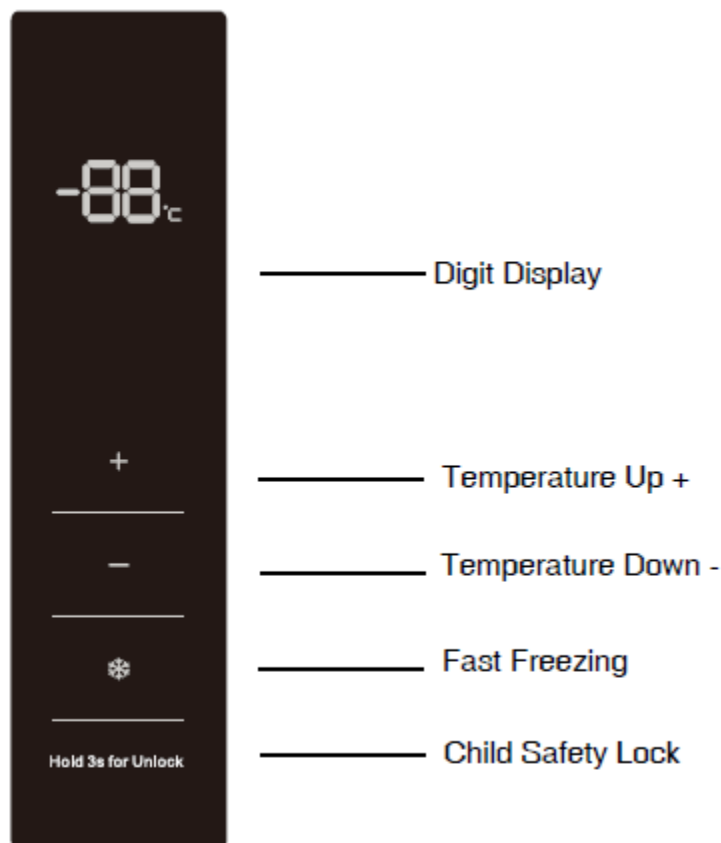 -88°C
Digit Display
+
Temperature Up +
−
Temperature Down -
Fast Freezing
Hold 3s for Unlock
Child Safety Lock